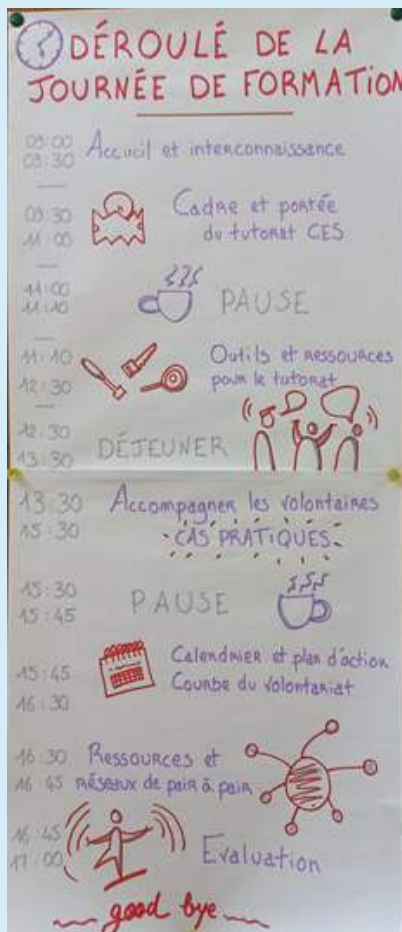 DÉROULÉ DE LA
JOURNÉE DE FORMATION
09:00
09:30
Accueil et interconnaissance
09:30
11:00
Cadre et portée
du tutorat CES
11:00
11:10
PAUSE
11:10
12:30
Outils et RESSOURCES
pour le tutorat
12:30
13:30
DÉJEUNER
13:30
15:30
Accompagner les volontaires
CAS PRATIQUES
15:30
15:45
PAUSE
15:45
16:30
Calendrier et plan d'action
Courbe du volontariat
16:30
16 45
Ressources et
réseaux de pair à pair
16 45
17:00
Evaluation
good bye